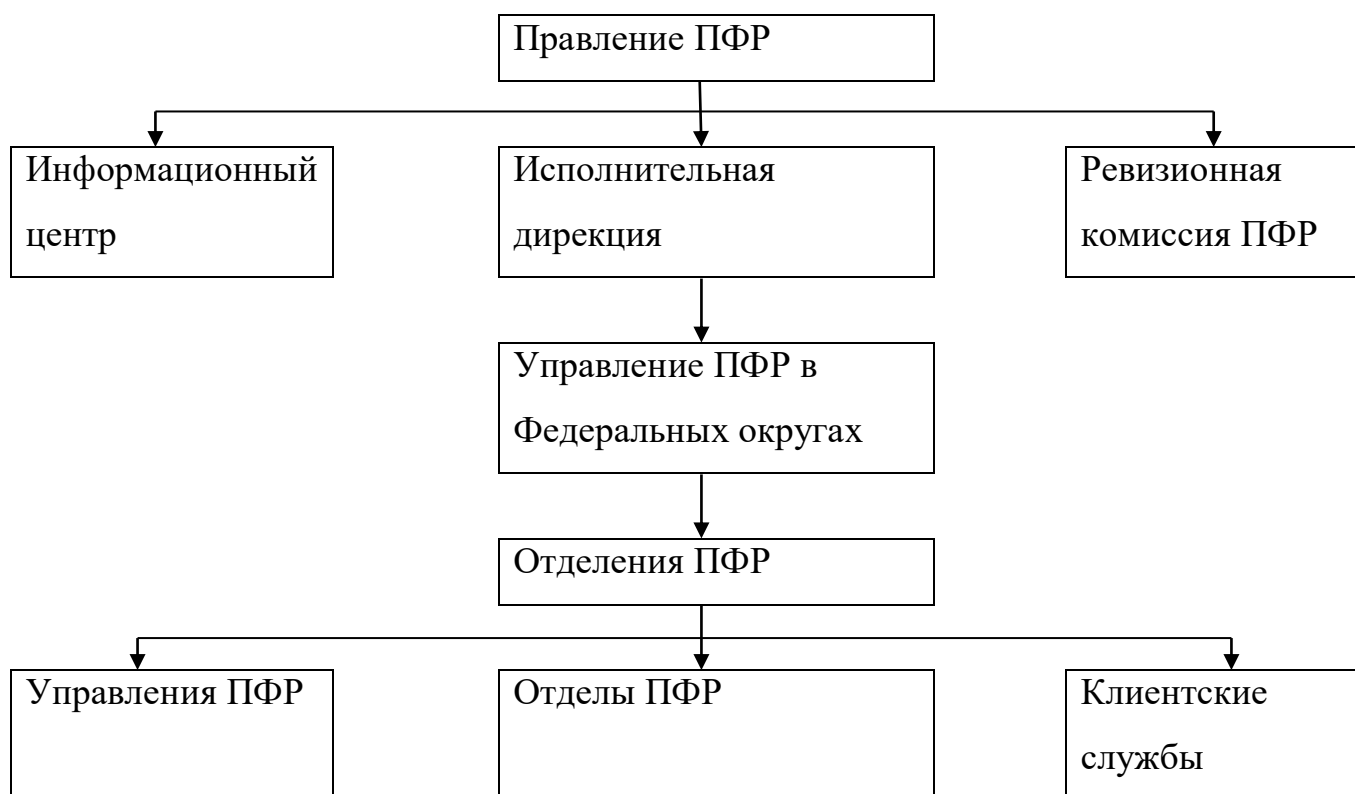 Правление ПФР
Информационный
центр
Исполнительная
дирекция
Ревизионная
комиссия ПФР
Управление ПФР в
Федеральных округах
Отделения ПФР
Управления ПФР
Отделы ПФР
Клиентские
службы